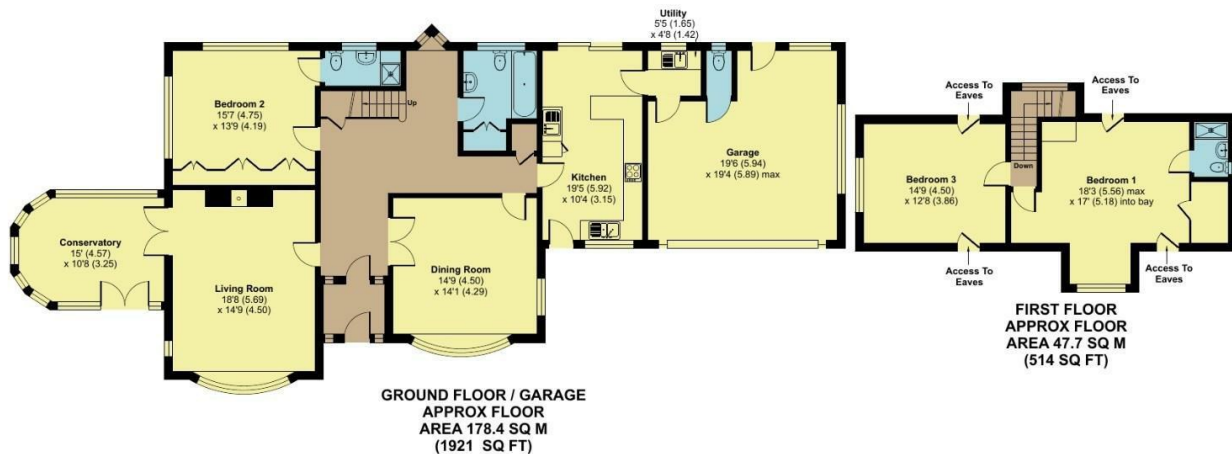 Utility
5'5 (1.65)
x 4'8 (1.42)
Bedroom 2
15'7 (4.75)
x 13'9 (4.19)
Up
Garage
19'6 (5.94)
x 19'4 (5.89) max
Kitchen
19'5 (5.92)
x 10'4 (3.15)
Conservatory
15' (4.57)
x 10'8 (3.25)
Living Room
18'8 (5.69)
x 14'9 (4.50)
Dining Room
14'9 (4.50)
x 14'1 (4.29)
GROUND FLOOR / GARAGE
APPROX FLOOR
AREA 178.4 SQ M
(1921 SQ FT)
Access To
Eaves
Access To
Eaves
Bedroom 3
14'9 (4.50)
x 12'8 (3.86)
Down
Bedroom 1
18'3 (5.56) max
x 17' (5.18) into bay
Access To
Eaves
Access To
Eaves
FIRST FLOOR
APPROX FLOOR
AREA 47.7 SQ M
(514 SQ FT)